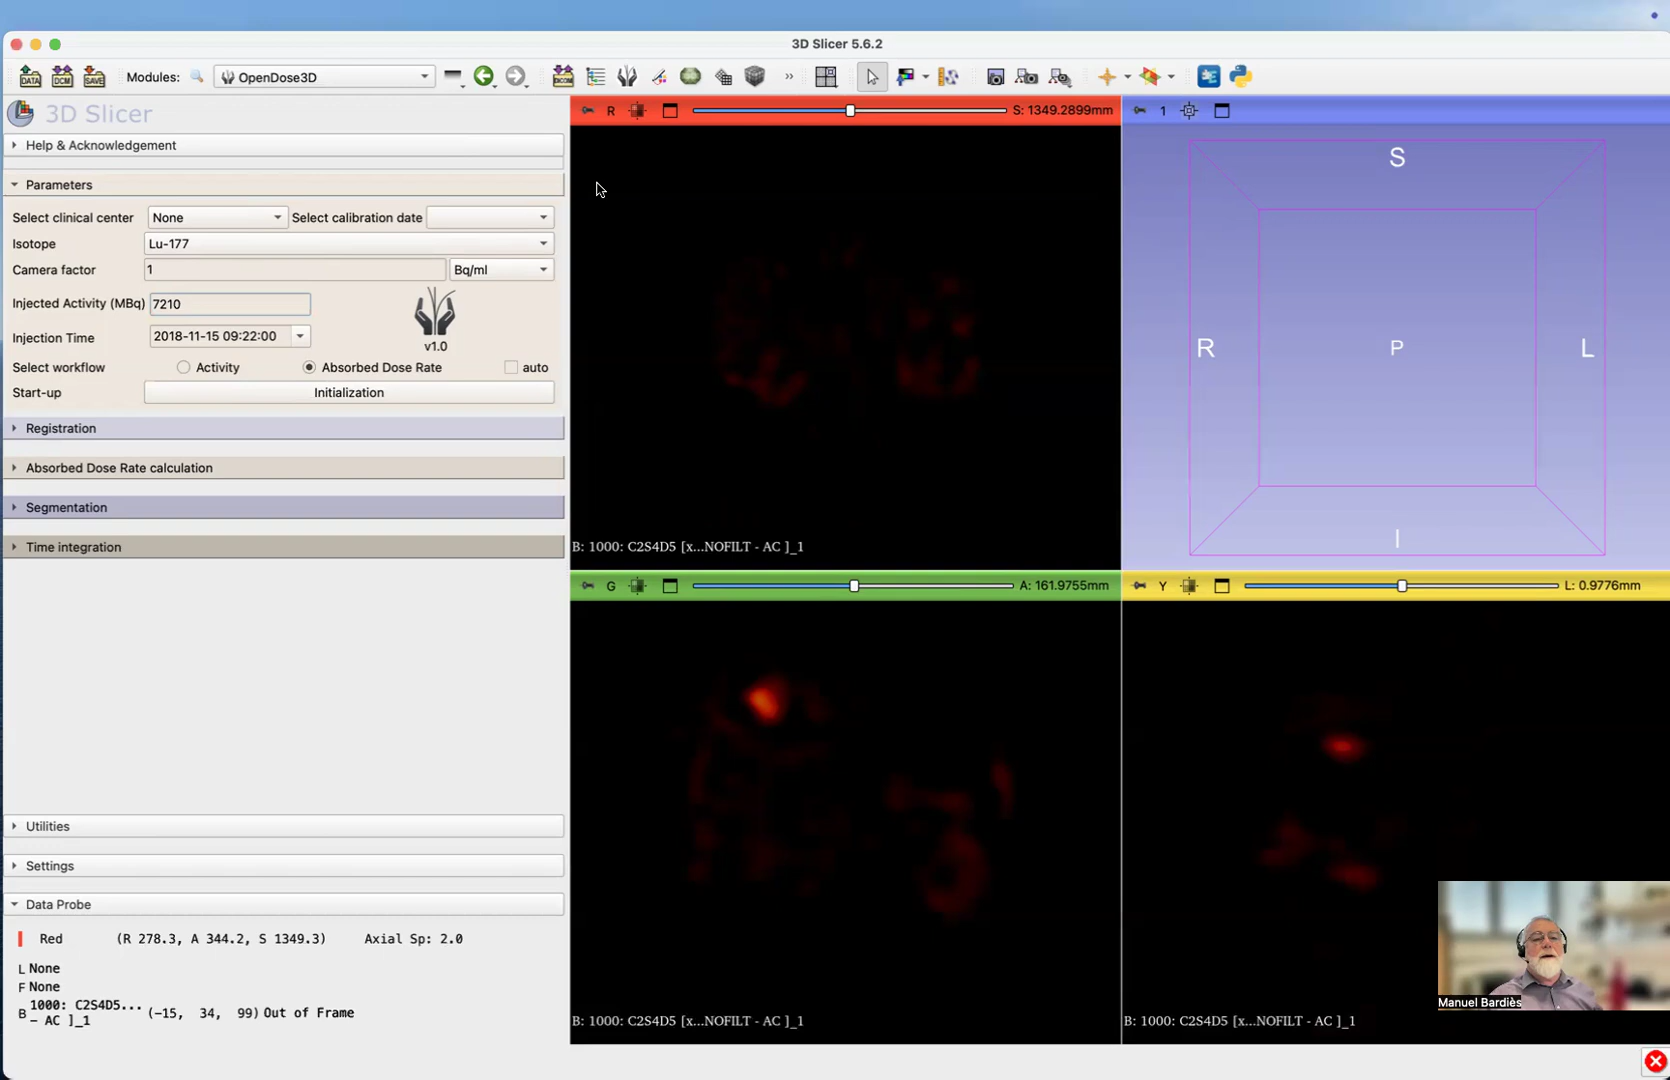 3D Slicer 5.6.2
DATA DCM SAVE Modules: OpenDose3D
3D Slicer
Help & Acknowledgement
Parameters
Select clinical center None Select calibration date
Isotope Lu-177
Camera factor 1 Bq/ml
Injected Activity (MBq) 7210
Injection Time 2018-11-15 09:22:00
v1.0
Select workflow Activity Absorbed Dose Rate auto
Start-up Initialization
Registration
Absorbed Dose Rate calculation
Segmentation
Time integration
Utilities
Settings
Data Probe
Red (R 278.3, A 344.2, S 1349.3) Axial Sp: 2.0
L None
F None
B 1000: C2S4D5... (-15, 34, 99) Out of Frame
- AC ]_1
R S: 1349.2899mm
B: 1000: C2S4D5 [x...NOFILT - AC ]_1
1
S
R P L
I
G A: 161.9755mm
B: 1000: C2S4D5 [x...NOFILT - AC ]_1
Y L: 0.9776mm
B: 1000: C2S4D5 [x...NOFILT - AC ]_1
Manuel Bardiès